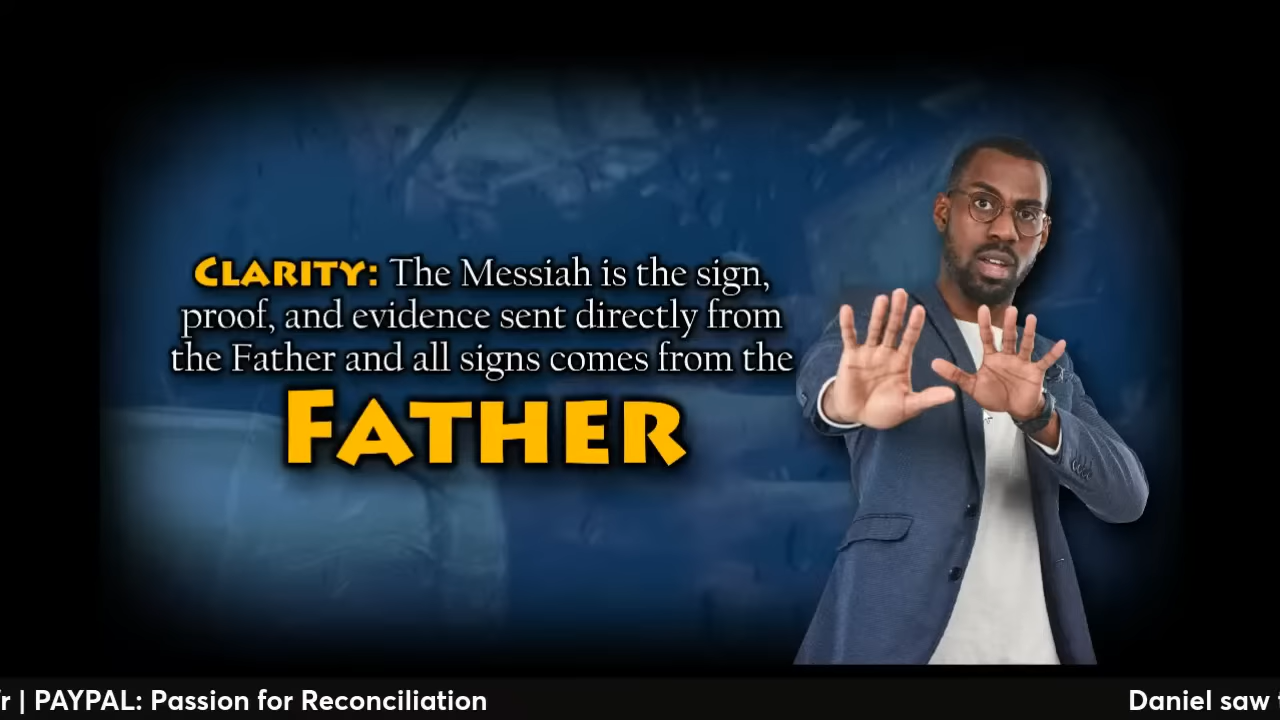 CLARITY: The Messiah is the sign,
proof, and evidence sent directly from
the Father and all signs comes from the
FATHER
r | PAYPAL: Passion for Reconciliation
Daniel saw